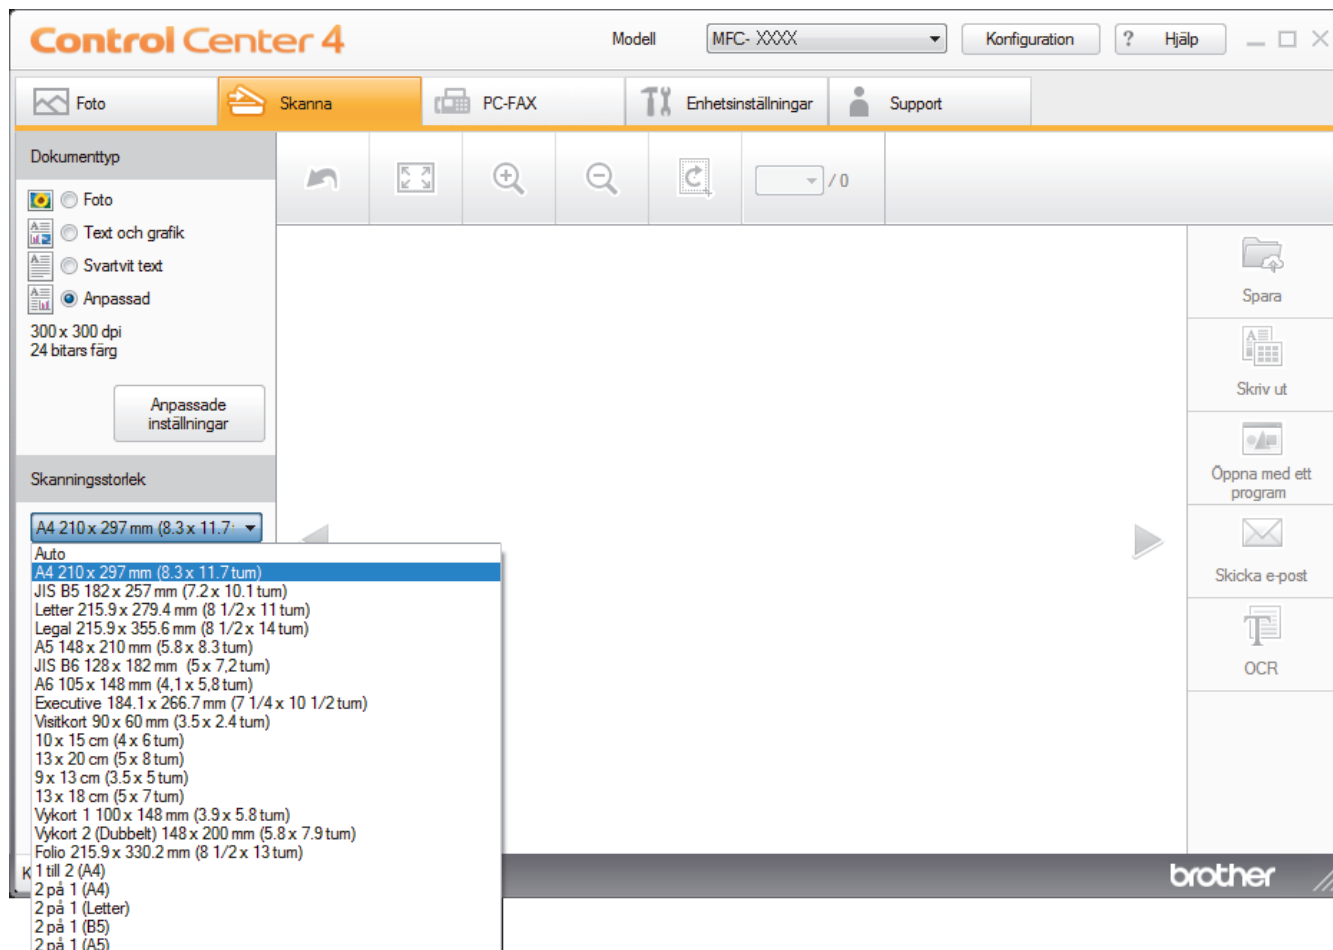 Control Center 4
Modell
MFC- XXXX
Konfiguration
? Hjälp
Foto
Skanna
PC-FAX
Enhetsinställningar
Support
Dokumenttyp
/ 0
Foto
Text och grafik
Svartvit text
Anpassad
300 x 300 dpi
24 bitars färg
Anpassade
inställningar
Skanningsstorlek
A4 210 x 297 mm (8.3 x 11.7
Auto
A4 210 x 297 mm (8.3 x 11.7 tum)
JIS B5 182 x 257 mm (7.2 x 10.1 tum)
Letter 215.9 x 279.4 mm (8 1/2 x 11 tum)
Legal 215.9 x 355.6 mm (8 1/2 x 14 tum)
A5 148 x 210 mm (5.8 x 8.3 tum)
JIS B6 128 x 182 mm (5 x 7,2 tum)
A6 105 x 148 mm (4,1 x 5,8 tum)
Executive 184.1 x 266.7 mm (7 1/4 x 10 1/2 tum)
Visitkort 90 x 60 mm (3.5 x 2.4 tum)
10 x 15 cm (4 x 6 tum)
13 x 20 cm (5 x 8 tum)
9 x 13 cm (3.5 x 5 tum)
13 x 18 cm (5 x 7 tum)
Vykort 1 100 x 148 mm (3.9 x 5.8 tum)
Vykort 2 (Dubbelt) 148 x 200 mm (5.8 x 7.9 tum)
Folio 215.9 x 330.2 mm (8 1/2 x 13 tum)
1 till 2 (A4)
2 på 1 (A4)
2 på 1 (Letter)
2 på 1 (B5)
2 på 1 (A5)
Spara
Skriv ut
Öppna med ett
program
Skicka e-post
OCR
K
brother